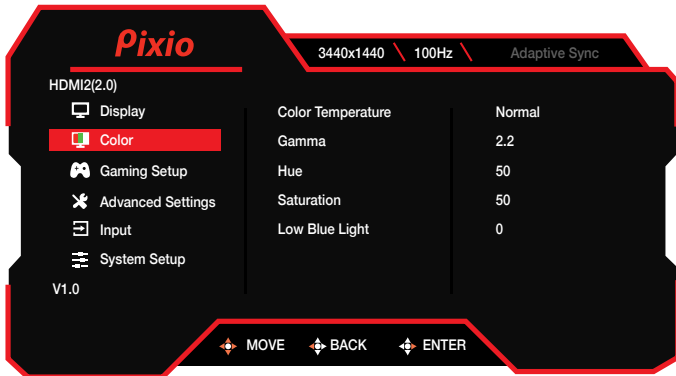 Pixio
3440x1440 \ 100Hz \ Adaptive Sync
HDMI2(2.0)
Display
Color
Gaming Setup
Advanced Settings
Input
System Setup
V1.0
Color Temperature Normal
Gamma 2.2
Hue 50
Saturation 50
Low Blue Light 0
MOVE BACK ENTER